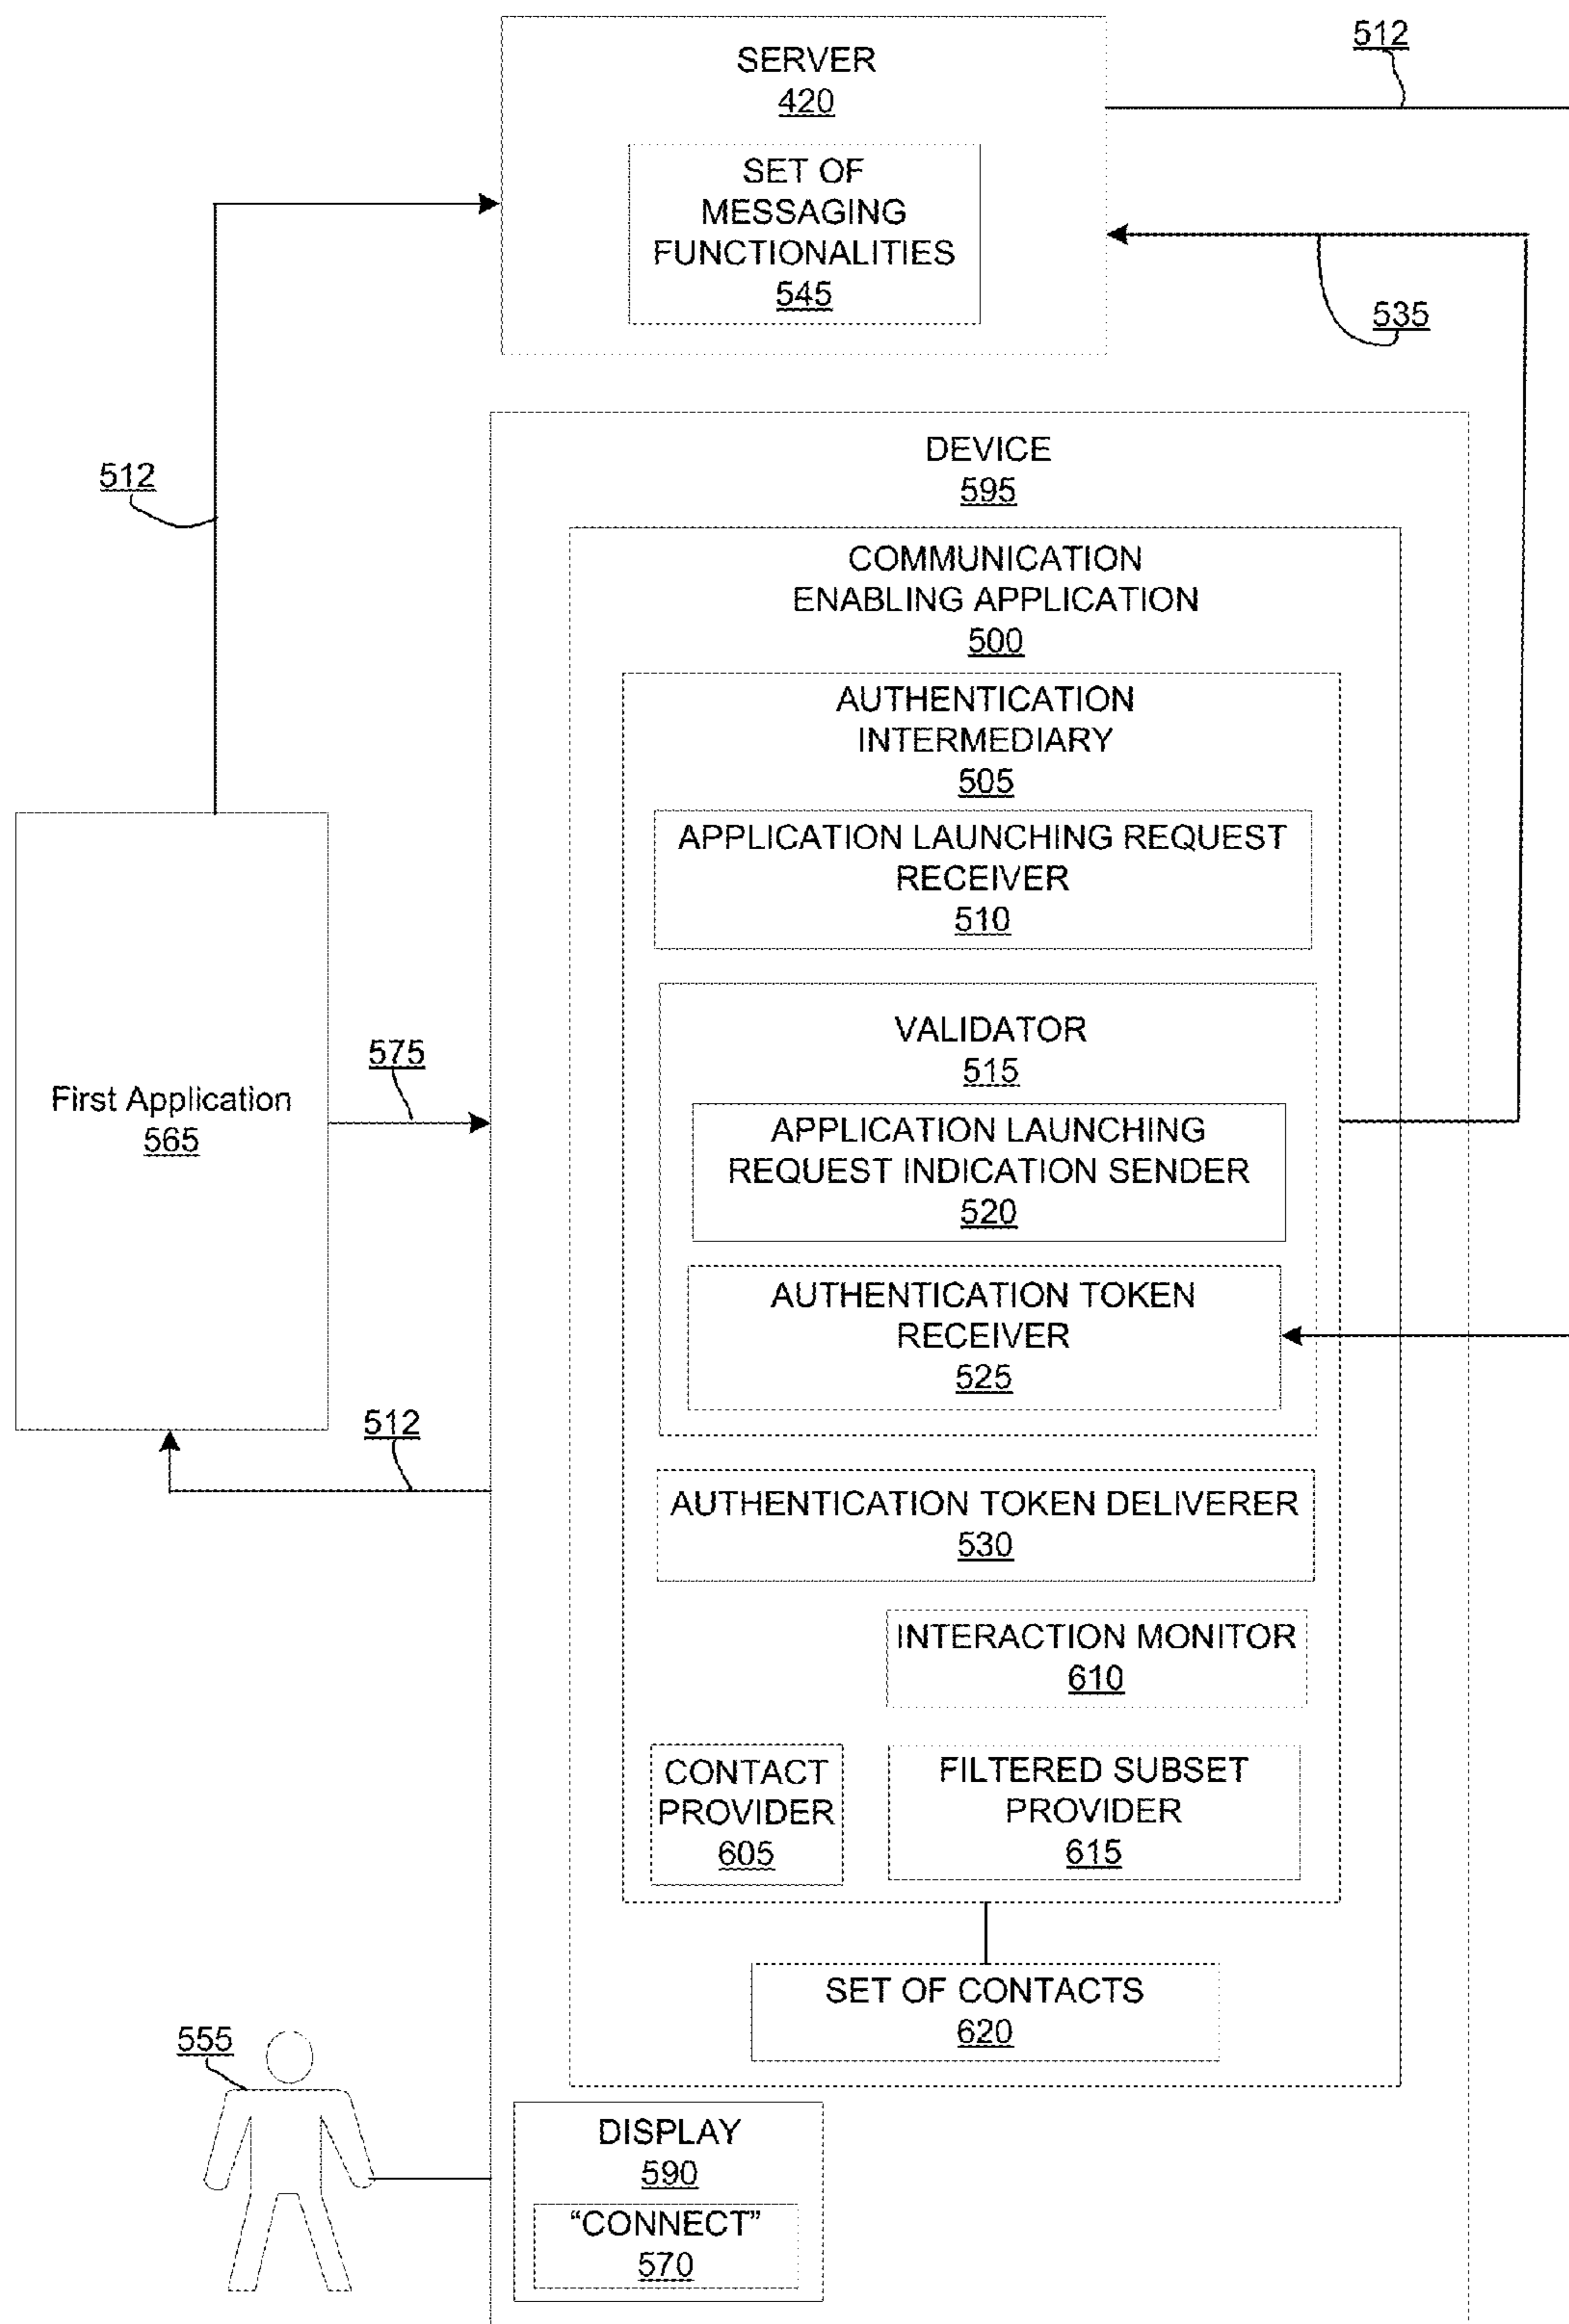 SERVER
420
SET OF
MESSAGING
FUNCTIONALITIES
545
512
535
512
DEVICE
595
COMMUNICATION
ENABLING APPLICATION
500
AUTHENTICATION
INTERMEDIARY
505
APPLICATION LAUNCHING REQUEST
RECEIVER
510
VALIDATOR
515
APPLICATION LAUNCHING
REQUEST INDICATION SENDER
520
AUTHENTICATION TOKEN
RECEIVER
525
First Application
565
575
512
AUTHENTICATION TOKEN DELIVERER
530
INTERACTION MONITOR
610
CONTACT
PROVIDER
605
FILTERED SUBSET
PROVIDER
615
SET OF CONTACTS
620
555
DISPLAY
590
“CONNECT”
570